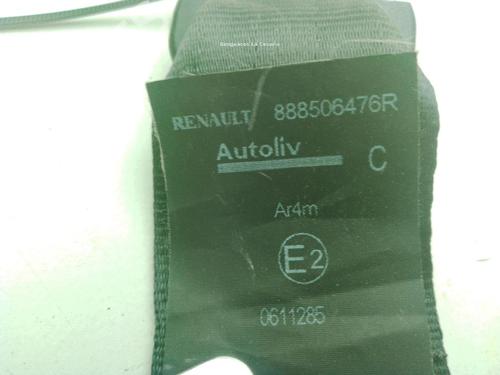 RENAULT 888506476R
Autoliv C
Ar4m
E2
0611285